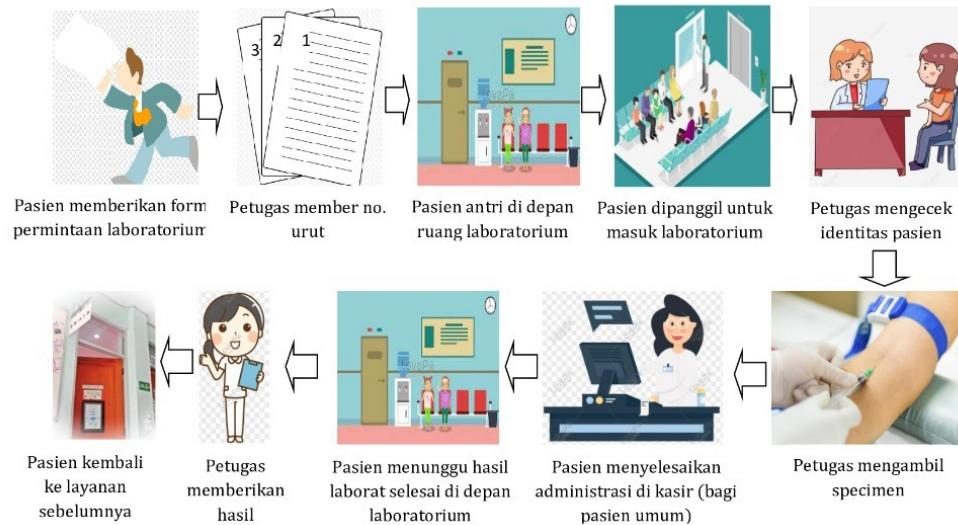 3 2 1
Pasien memberikan form
permintaan laboratorium
Petugas member no.
urut
Pasien antri di depan
ruang laboratorium
Pasien dipanggil untuk
masuk laboratorium
Petugas mengecek
identitas pasien
Pasien kembali
ke layanan
sebelumnya
Petugas
memberikan
hasil
Pasien menunggu hasil
laborat selesai di depan
laboratorium
Pasien menyelesaikan
administrasi di kasir (bagi
pasien umum)
Petugas mengambil
specimen